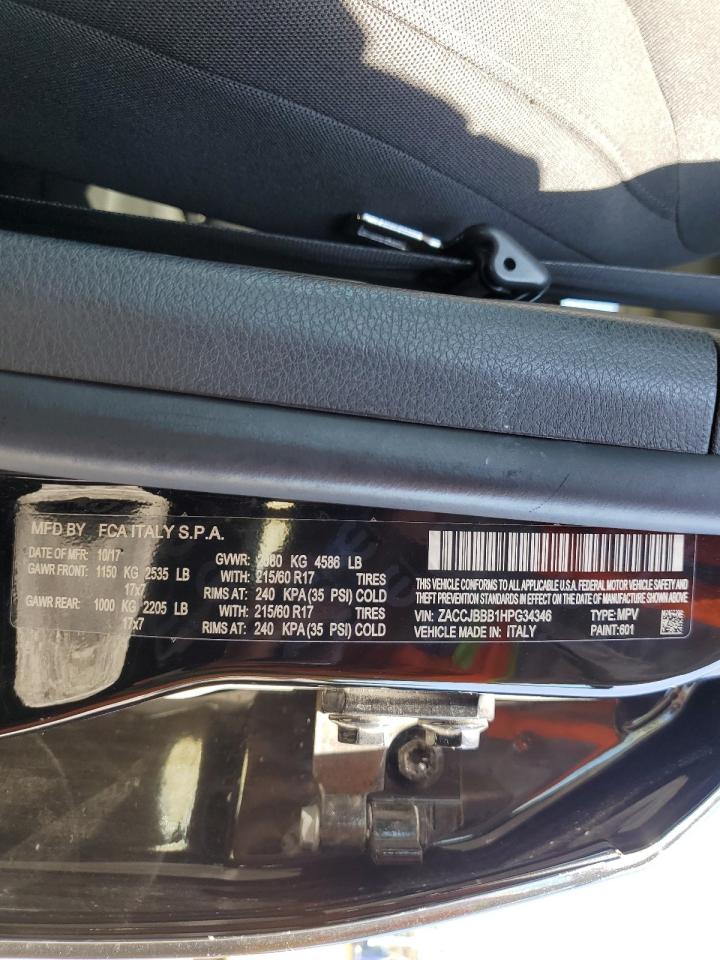 MFD BY FCA ITALY S.P.A.
DATE OF MFR: 10/17 GVWR: 2080 KG 4586 LB
GAWR FRONT: 1150 KG 2535 LB WITH: 215/60 R17 TIRES
17x7 RIMS AT: 240 KPA (35 PSI) COLD
GAWR REAR: 1000 KG 2205 LB WITH: 215/60 R17 TIRES
17x7 RIMS AT: 240 KPA (35 PSI) COLD
THIS VEHICLE CONFORMS TO ALL APPLICABLE U.S.A. FEDERAL MOTOR VEHICLE SAFETY AND
THEFT PREVENTION STANDARDS IN EFFECT ON THE DATE OF MANUFACTURE SHOWN ABOVE
VIN: ZACCJBBB1HPG34346 TYPE: MPV
VEHICLE MADE IN: ITALY PAINT: 601